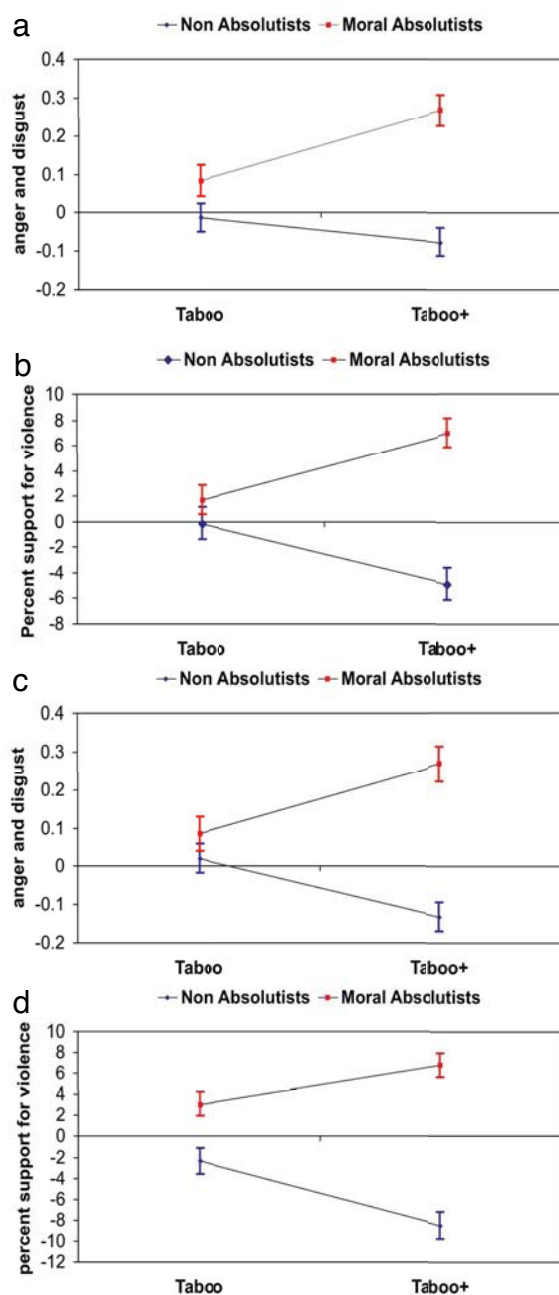 a
Non Absolutists Moral Absolutists
anger and disgust
0.4
0.3
0.2
0.1
0
-0.1
-0.2
Taboo Taboo+
b
Non Absolutists Moral Absolutists
Percent support for violence
10
8
6
4
2
0
-2
-4
-6
-8
Taboo Taboo+
c
Non Absolutists Moral Absolutists
anger and disgust
0.4
0.3
0.2
0.1
0
-0.1
-0.2
Taboo Taboo+
d
Non Absolutists Moral Absolutists
percent support for violence
10
8
6
4
2
0
-2
-4
-6
-8
-10
-12
Taboo Taboo+